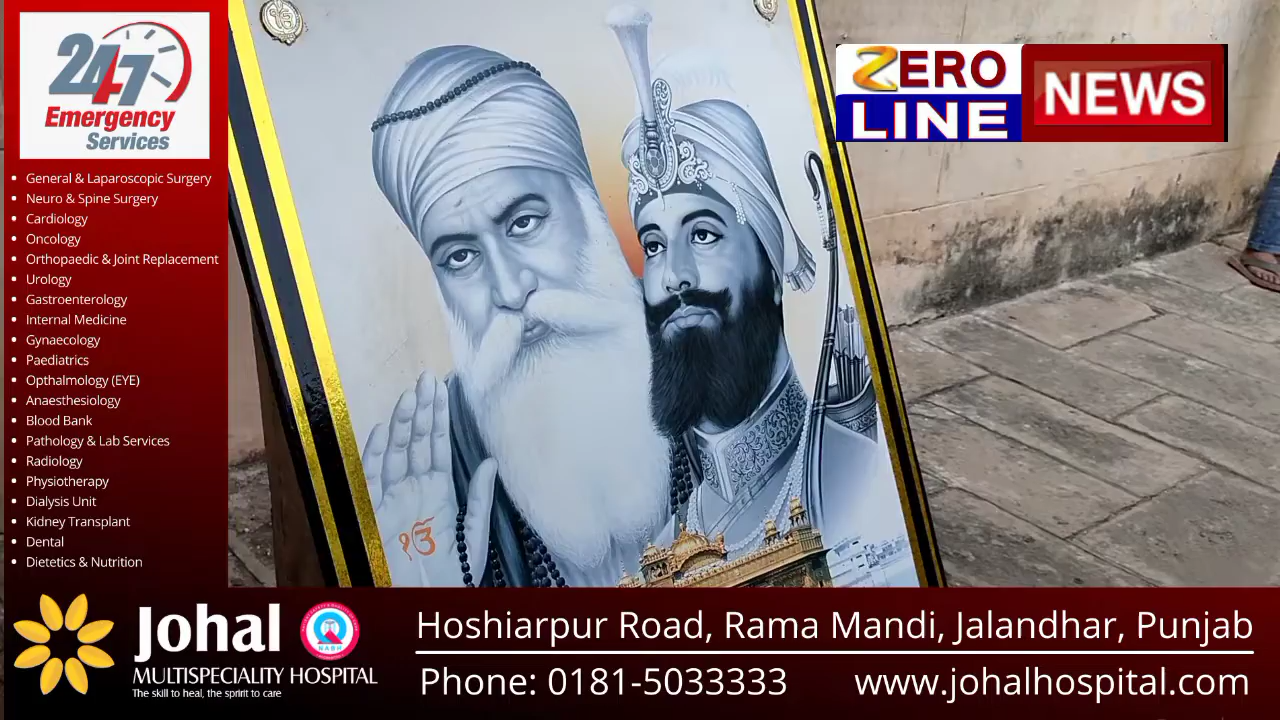 24x7
Emergency
Services
• General & Laparoscopic Surgery
• Neuro & Spine Surgery
• Cardiology
• Oncology
• Orthopaedic & Joint Replacement
• Urology
• Gastroenterology
• Internal Medicine
• Gynaecology
• Paediatrics
• Opthalmology (EYE)
• Anaesthesiology
• Blood Bank
• Pathology & Lab Services
• Radiology
• Physiotherapy
• Dialysis Unit
• Kidney Transplant
• Dental
• Dietetics & Nutrition
ZERO
LINE
NEWS
ੴ
ੴ
Johal
NABH
MULTISPECIALITY HOSPITAL
The skill to heal, the sprirt to care
Hoshiarpur Road, Rama Mandi, Jalandhar, Punjab
Phone: 0181-5033333
www.johalhospital.com